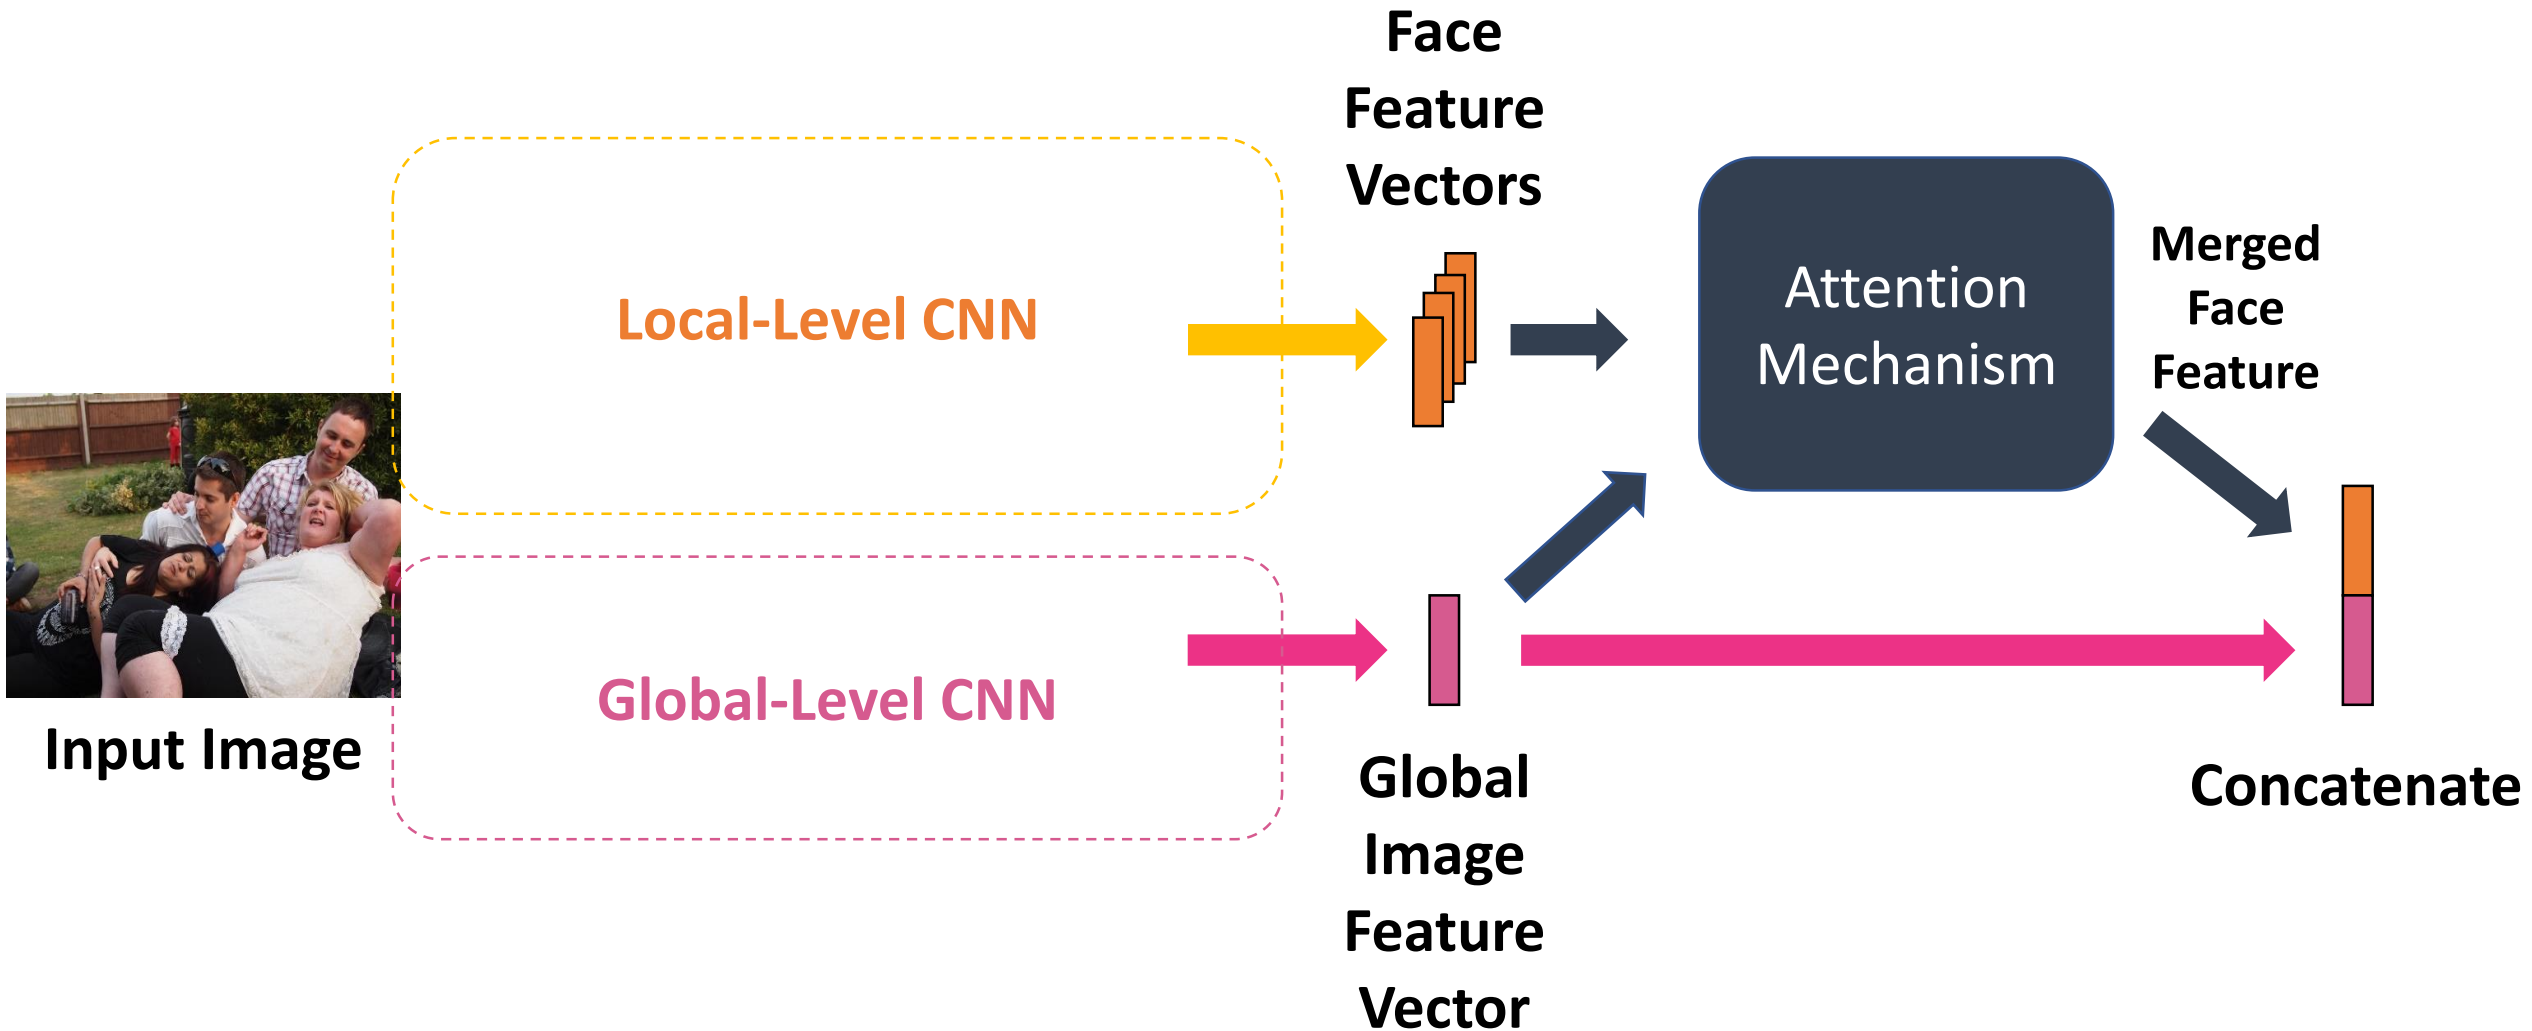 Face
Feature
Vectors
Local-Level CNN
Attention
Mechanism
Merged
Face
Feature
Input Image
Global-Level CNN
Global
Image
Feature
Vector
Concatenate